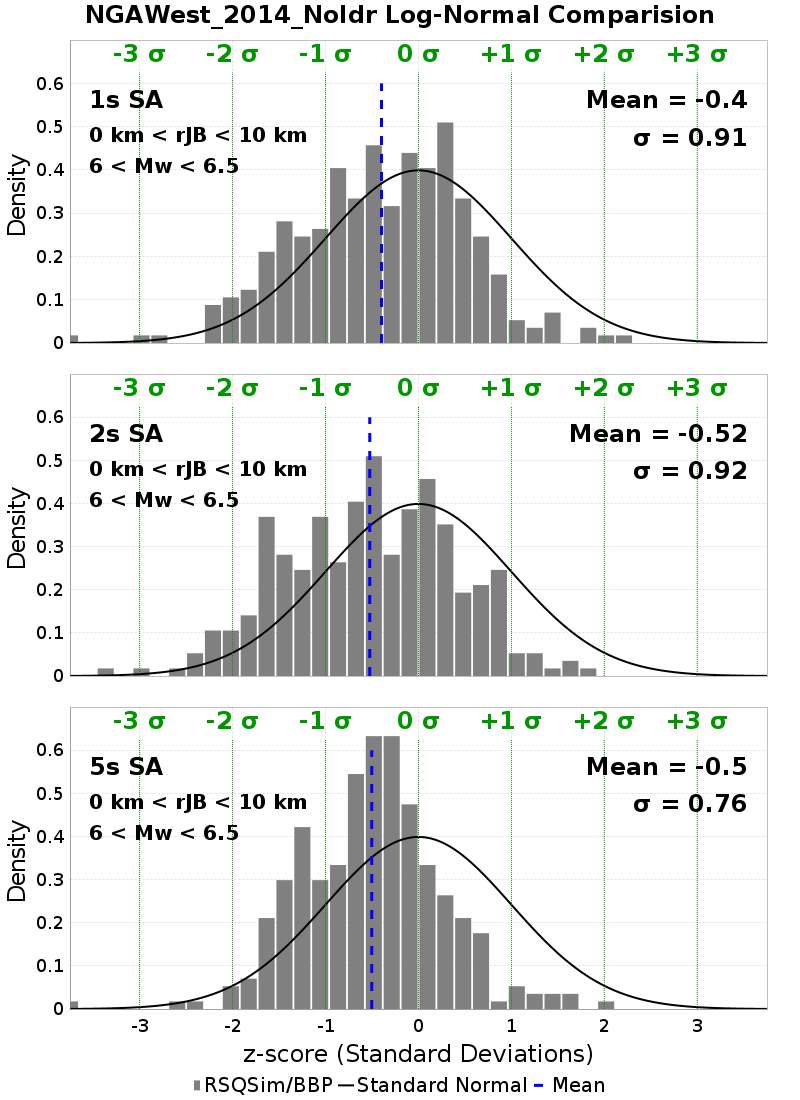 NGAWest_2014_NoIdr Log-Normal Comparision
-3 σ -2 σ -1 σ 0 σ +1 σ +2 σ +3 σ
1s SA
0 km < rJB < 10 km
6 < Mw < 6.5
Mean = -0.4
σ = 0.91
Density
0.6
0.5
0.4
0.3
0.2
0.1
0
-3 σ -2 σ -1 σ 0 σ +1 σ +2 σ +3 σ
2s SA
0 km < rJB < 10 km
6 < Mw < 6.5
Mean = -0.52
σ = 0.92
Density
0.6
0.5
0.4
0.3
0.2
0.1
0
-3 σ -2 σ -1 σ 0 σ +1 σ +2 σ +3 σ
5s SA
0 km < rJB < 10 km
6 < Mw < 6.5
Mean = -0.5
σ = 0.76
Density
0.6
0.5
0.4
0.3
0.2
0.1
0
-3 -2 -1 0 1 2 3
z-score (Standard Deviations)
RSQSim/BBP Standard Normal Mean